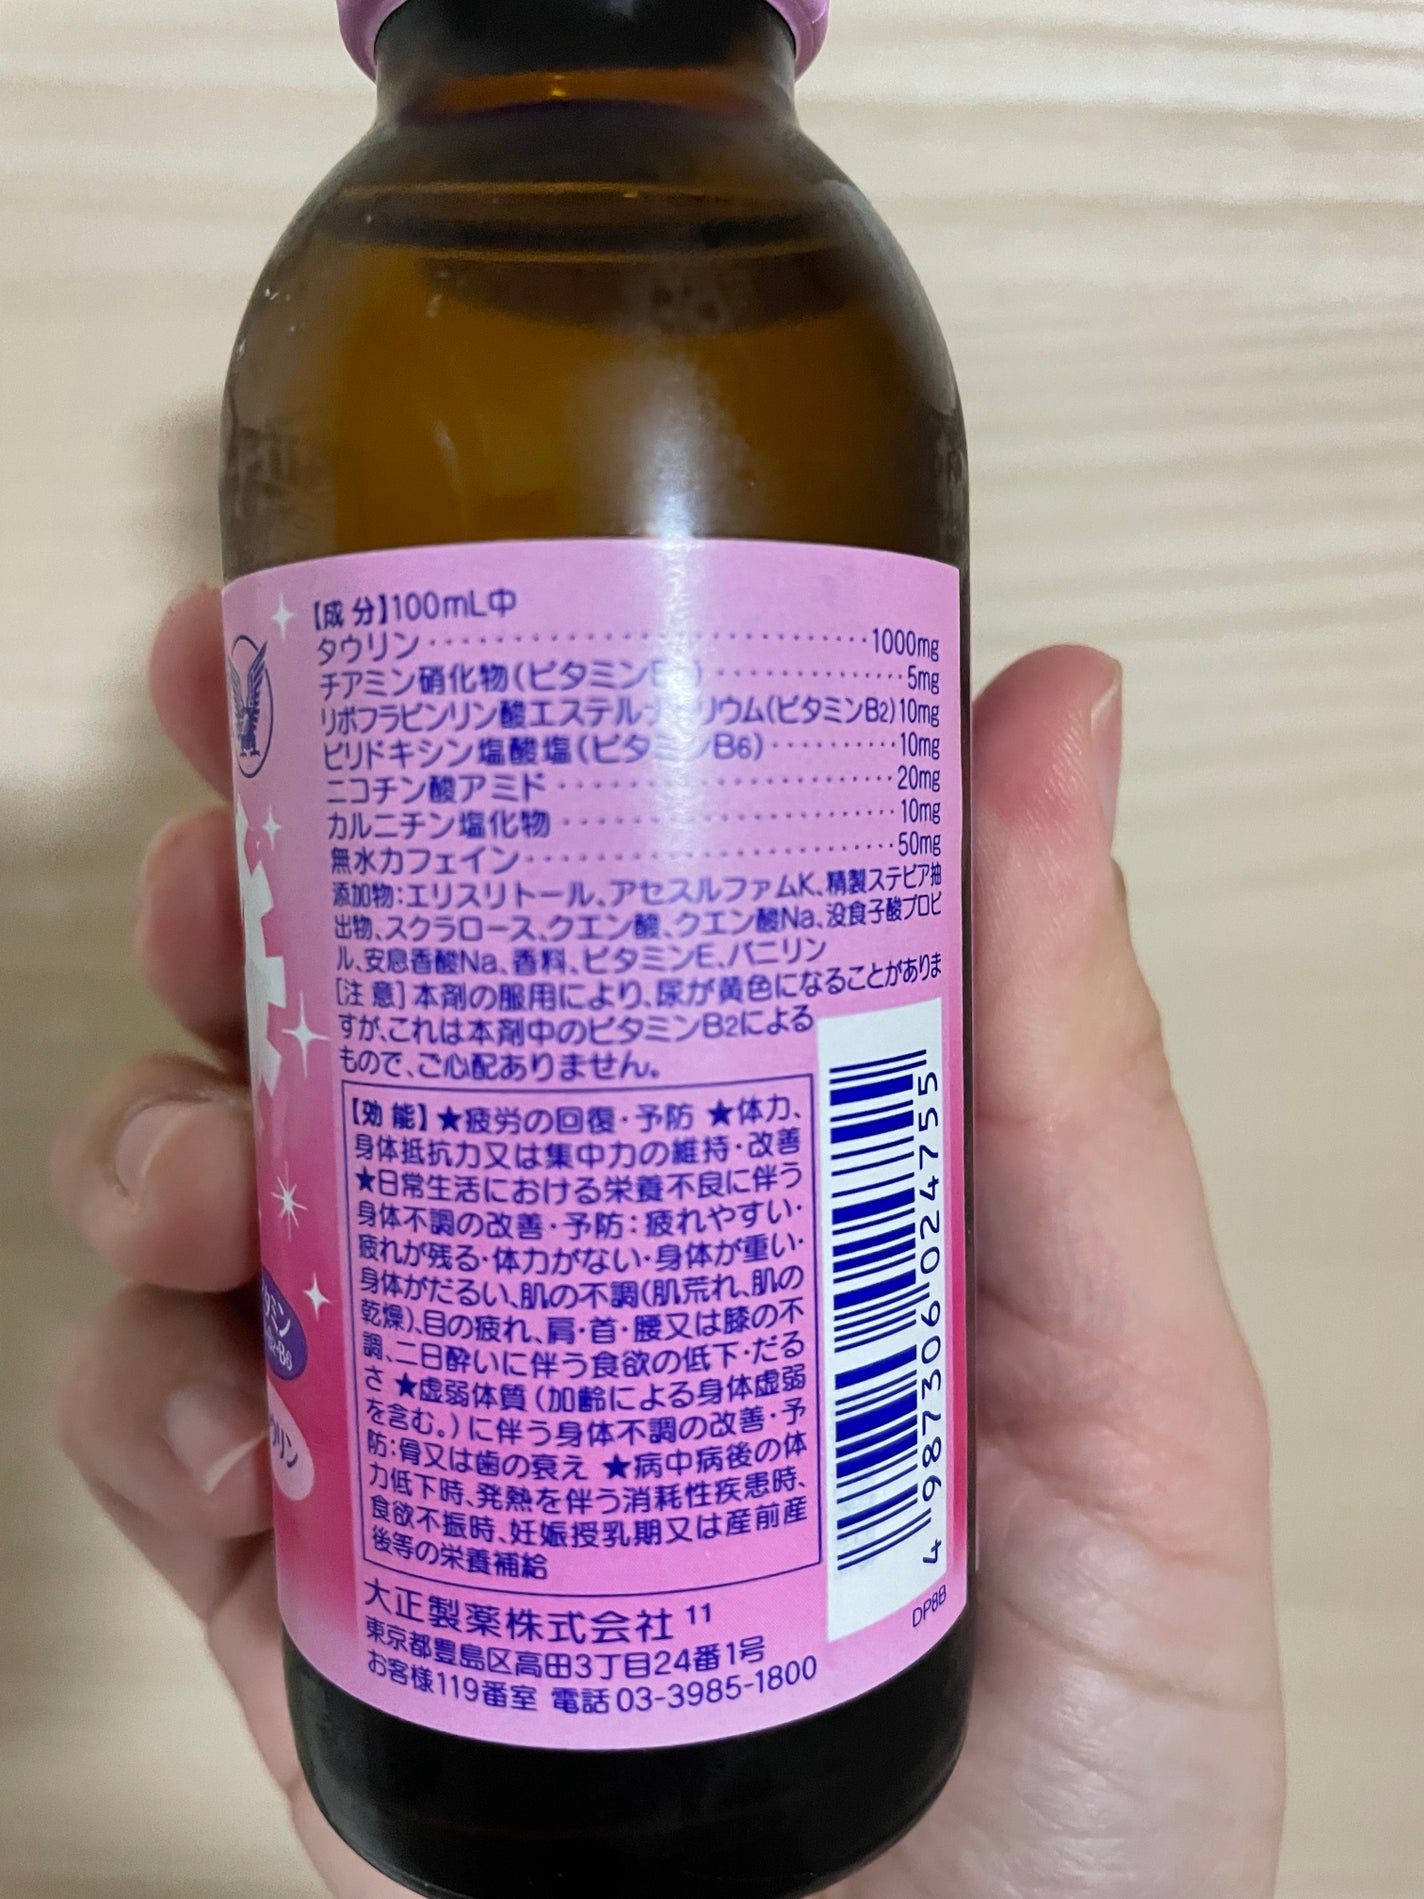 【成 分】100mL中
タウリン‥‥‥‥‥‥‥‥‥‥‥‥‥‥1000mg
チアミン硝化物(ビタミン ‥‥‥‥‥‥‥5mg
リボフラビンリン酸エステルナトリウム(ビタミンB2)10mg
ピリドキシン塩酸塩(ビタミンB6)‥‥‥‥‥10mg
ニコチン酸アミド‥‥‥‥‥‥‥‥‥‥‥‥20mg
カルニチン塩化物‥‥‥‥‥‥‥‥‥‥‥‥10mg
無水カフェイン‥‥‥‥‥‥‥‥‥‥‥‥‥50mg
添加物:エリスリトール、アセスルファムK、精製ステビア抽
出物、スクラロース、クエン酸、クエン酸Na、没食子酸プロピ
ル、安息香酸Na、香料、ビタミンE、バニリン
[注 意]本剤の服用により、尿が黄色になることがありま
すが、これは本剤中のビタミンB2による
もので、ご心配ありません。
【効 能】★疲労の回復・予防 ★体力、
身体抵抗力又は集中力の維持・改善
★日常生活における栄養不良に伴う
身体不調の改善・予防:疲れやすい・
疲れが残る・体力がない・身体が重い・
身体がだるい、肌の不調(肌荒れ、肌の
乾燥)、目の疲れ、肩・首・腰又は膝の不
調、二日酔いに伴う食欲の低下・だる
さ ★虚弱体質(加齢による身体虚弱
を含む。)に伴う身体不調の改善・予
防:骨又は歯の衰え ★病中病後の体
力低下時、発熱を伴う消耗性疾患時、
食欲不振時、妊娠授乳期又は産前産
後等の栄養補給
大正製薬株式会社 11
東京都豊島区高田3丁目24番1号
お客様119番室 電話03-3985-1800
4987306024755
DP8B